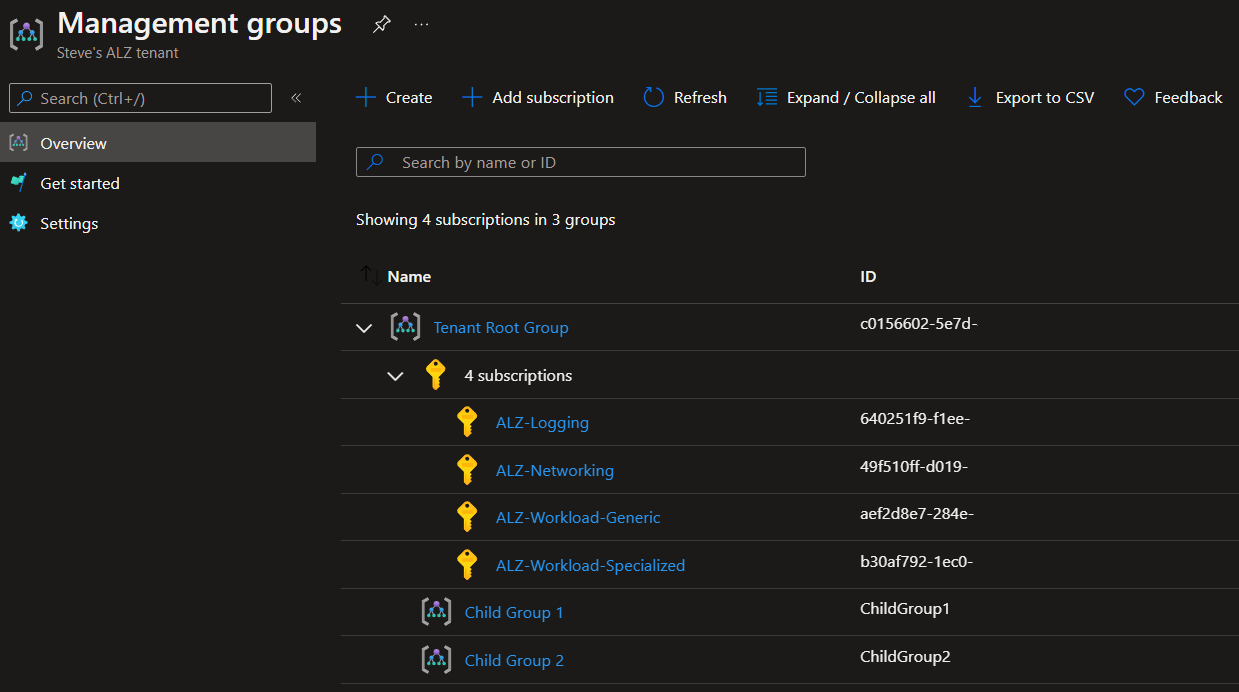 Management groups ...
Steve's ALZ tenant
Search (Ctrl+/) «
Overview
Get started
Settings
Create Add subscription Refresh Expand / Collapse all Export to CSV Feedback
Search by name or ID
Showing 4 subscriptions in 3 groups
Name ID
Tenant Root Group c0156602-5e7d-
4 subscriptions
ALZ-Logging 640251f9-f1ee-
ALZ-Networking 49f510ff-d019-
ALZ-Workload-Generic aef2d8e7-284e-
ALZ-Workload-Specialized b30af792-1ec0-
Child Group 1 ChildGroup1
Child Group 2 ChildGroup2